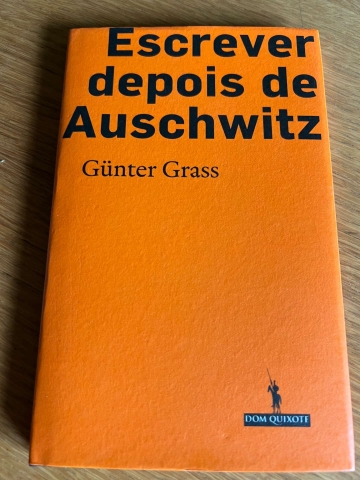 Escrever
depois de
Auschwitz
Günter Grass
DOM QUIXOTE